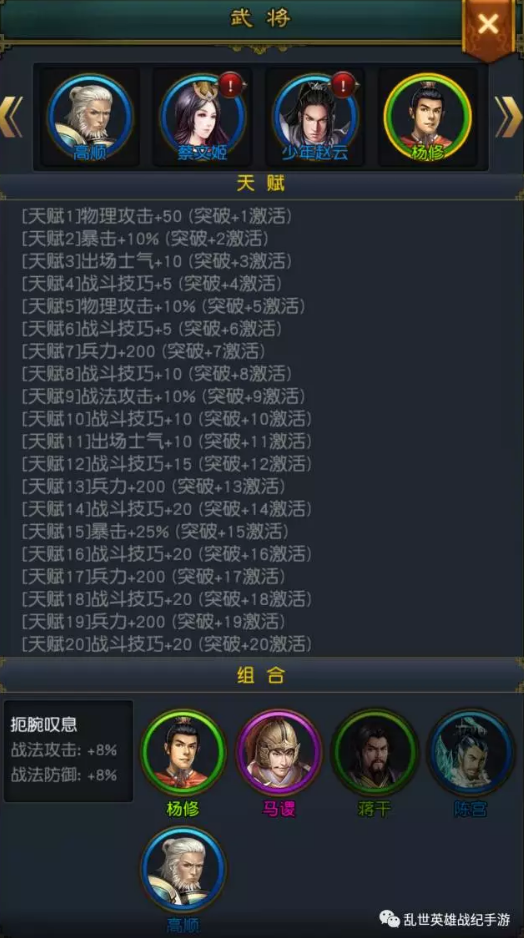 武将
高顺 蔡文姬 少年赵云 杨修
天赋
[天赋1]物理攻击+50 (突破+1激活)
[天赋2]暴击+10% (突破+2激活)
[天赋3]出场士气+10 (突破+3激活)
[天赋4]战斗技巧+5 (突破+4激活)
[天赋5]物理攻击+10% (突破+5激活)
[天赋6]战斗技巧+5 (突破+6激活)
[天赋7]兵力+200 (突破+7激活)
[天赋8]战斗技巧+10 (突破+8激活)
[天赋9]战法攻击+10% (突破+9激活)
[天赋10]战斗技巧+10 (突破+10激活)
[天赋11]出场士气+10 (突破+11激活)
[天赋12]战斗技巧+15 (突破+12激活)
[天赋13]兵力+200 (突破+13激活)
[天赋14]战斗技巧+20 (突破+14激活)
[天赋15]暴击+25% (突破+15激活)
[天赋16]战斗技巧+20 (突破+16激活)
[天赋17]兵力+200 (突破+17激活)
[天赋18]战斗技巧+20 (突破+18激活)
[天赋19]兵力+200 (突破+19激活)
[天赋20]战斗技巧+20 (突破+20激活)
组合
扼腕叹息
战法攻击: +8%
战法防御: +8%
杨修 马谡 蒋干 陈宫
高顺
乱世英雄战纪手游